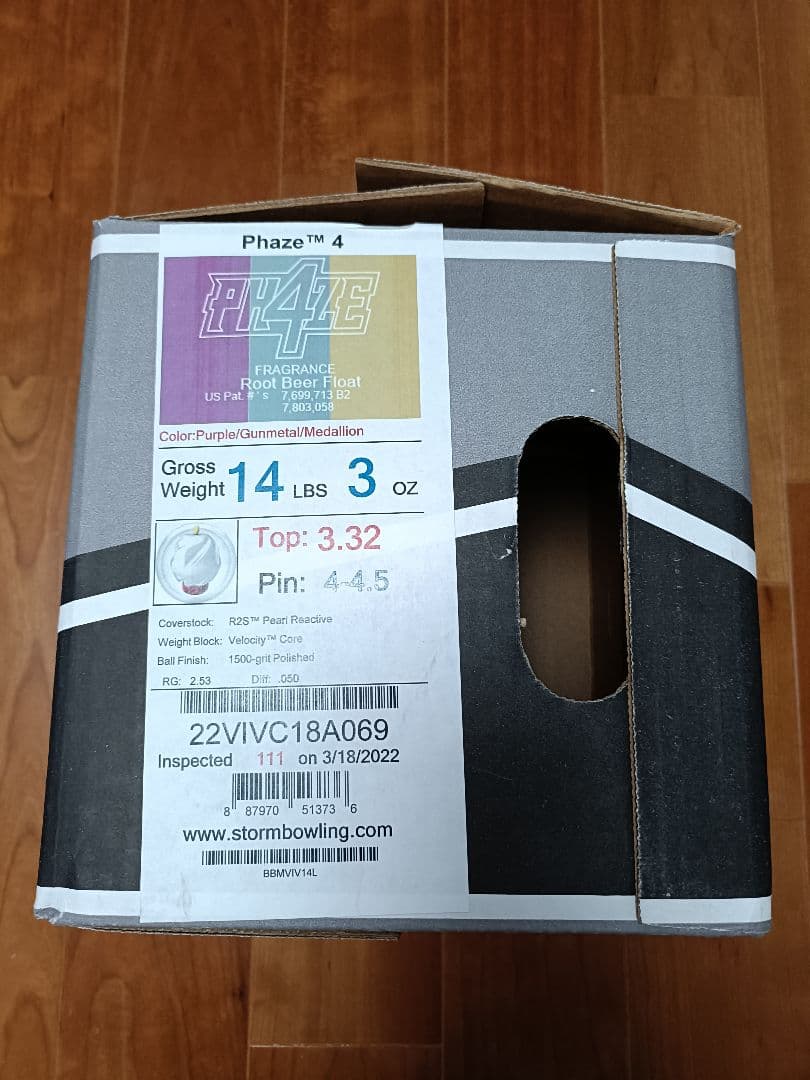 Phaze™ 4
PH4ZE
FRAGRANCE
Root Beer Float
US Pat. #'s 7,699,713 B2
7,803,058
Color:Purple/Gunmetal/Medallion
Gross Weight 14 LBS 3 OZ
Top: 3.32
Pin: 4-4.5
Coverstock: R2S™ Pearl Reactive
Weight Block: Velocity™ Core
Ball Finish: 1500-grit Polished
RG: 2.53 Diff: .050
22VIVC18A069
Inspected 111 on 3/18/2022
8 87970 51373 6
www.stormbowling.com
BBMVIV14L